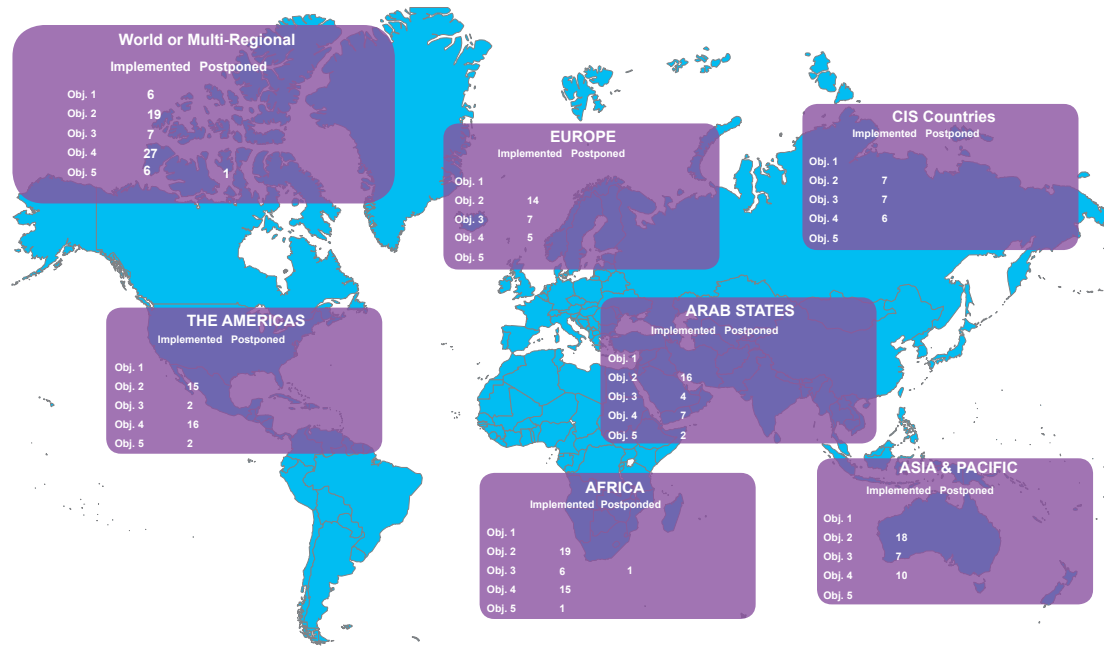 World or Multi-Regional
Implemented Postponed
Obj. 1 6
Obj. 2 19
Obj. 3 7
Obj. 4 27
Obj. 5 6 1
EUROPE
Implemented Postponed
Obj. 1
Obj. 2 14
Obj. 3 7
Obj. 4 5
Obj. 5
CIS Countries
Implemented Postponed
Obj. 1
Obj. 2 7
Obj. 3 7
Obj. 4 6
Obj. 5
THE AMERICAS
Implemented Postponed
Obj. 1
Obj. 2 15
Obj. 3 2
Obj. 4 16
Obj. 5 2
ARAB STATES
Implemented Postponed
Obj. 1
Obj. 2 16
Obj. 3 4
Obj. 4 7
Obj. 5 2
AFRICA
Implemented Postponded
Obj. 1
Obj. 2 19
Obj. 3 6 1
Obj. 4 15
Obj. 5 1
ASIA & PACIFIC
Implemented Postponed
Obj. 1
Obj. 2 18
Obj. 3 7
Obj. 4 10
Obj. 5